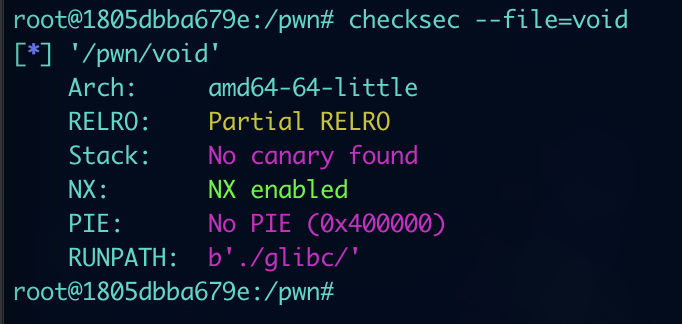 root@1805dbba679e:/pwn# checksec --file=void
[*] '/pwn/void'
    Arch:     amd64-64-little
    RELRO:    Partial RELRO
    Stack:    No canary found
    NX:       NX enabled
    PIE:      No PIE (0x400000)
    RUNPATH:  b'./glibc/'
root@1805dbba679e:/pwn#